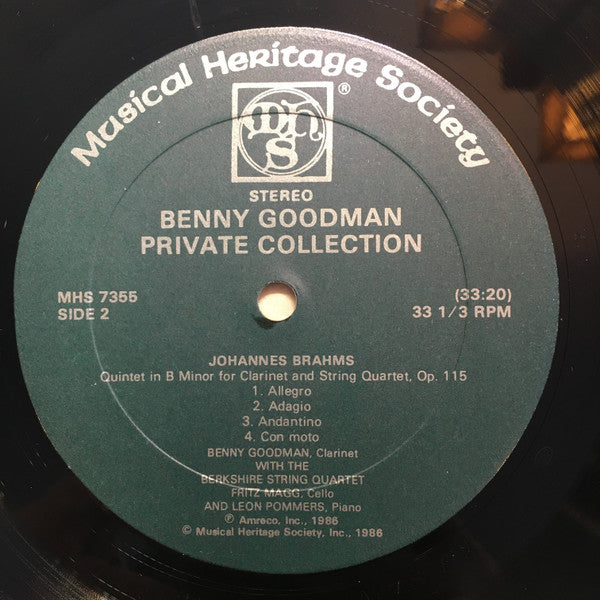 Musical Heritage Society
mhs
®
STEREO
BENNY GOODMAN
PRIVATE COLLECTION
MHS 7355
SIDE 2
(33:20)
33 1/3 RPM
JOHANNES BRAHMS
Quintet in B Minor for Clarinet and String Quartet, Op. 115
1. Allegro
2. Adagio
3. Andantino
4. Con moto
BENNY GOODMAN, Clarinet
WITH THE
BERKSHIRE STRING QUARTET
FRITZ MAGG, Cello
AND LEON POMMERS, Piano
℗ Amreco, Inc., 1986
© Musical Heritage Society, Inc., 1986